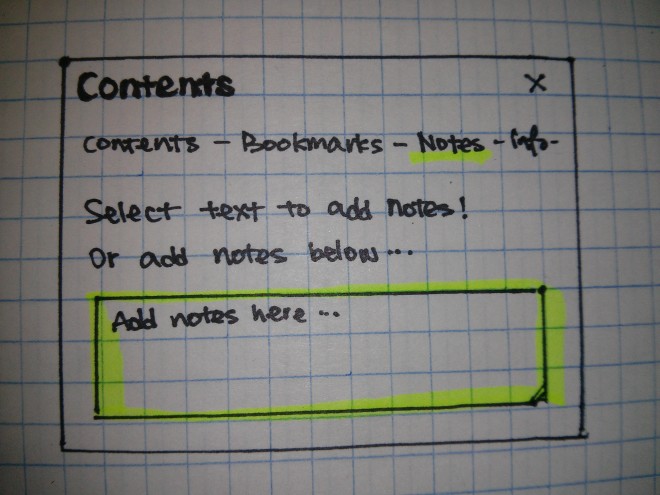 Contents X
Contents - Bookmarks - Notes - Info -
Select text to add notes!
Or add notes below...
Add notes here ...